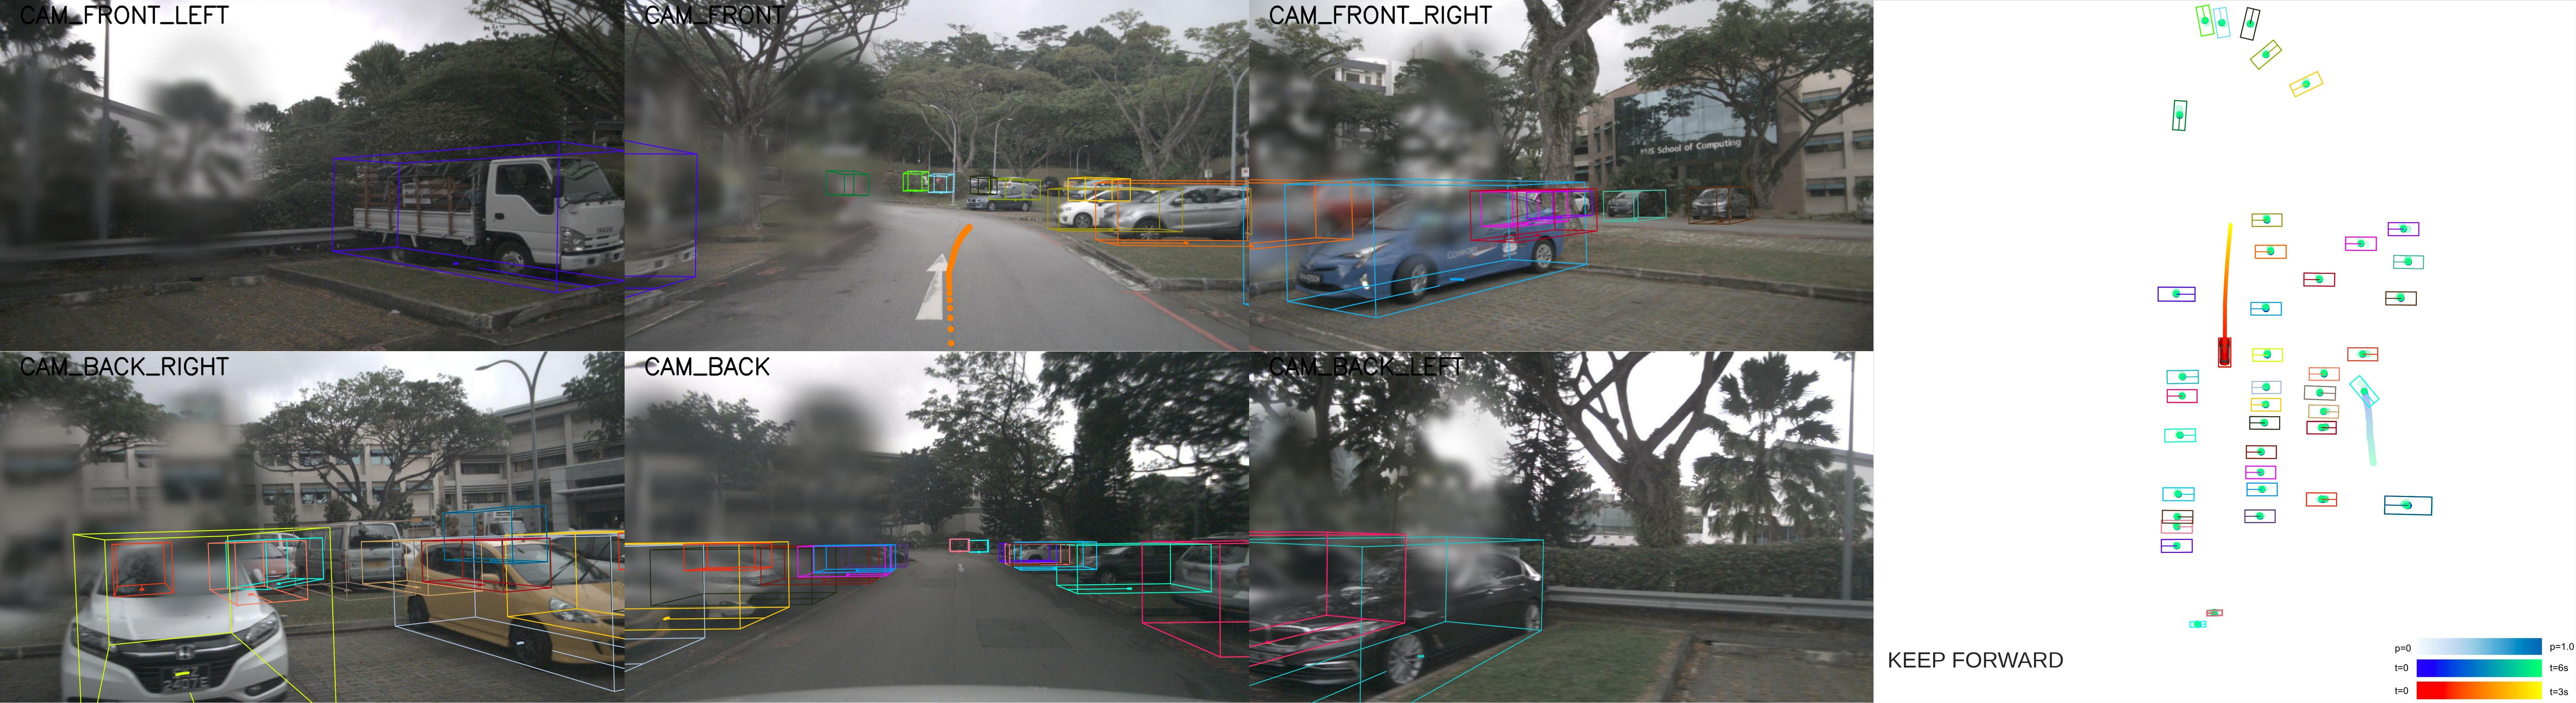 CAM_FRONT_LEFT
CAM_FRONT
CAM_FRONT_RIGHT
NUS School of Computing
COMFORT
CAM_BACK_RIGHT
CAM_BACK
CAM_BACK_LEFT
KEEP FORWARD
p=0
p=1.0
t=0
t=6s
t=0
t=3s